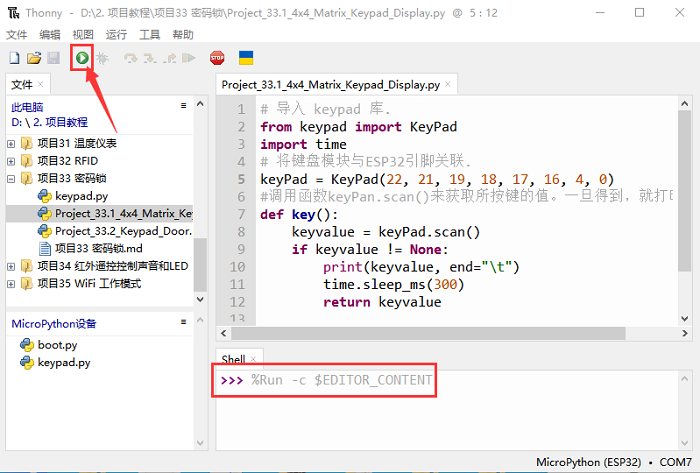 Thonny - D:\2. 项目教程\项目33 密码锁\Project_33.1_4x4_Matrix_Keypad_Display.py @ 5 : 12
文件 编辑 视图 运行 工具 帮助
STOP
文件
此电脑
D: \ 2. 项目教程
项目31 温度仪表
项目32 RFID
项目33 密码锁
keypad.py
Project_33.1_4x4_Matrix_Ke
Project_33.2_Keypad_Door.
项目33 密码锁.md
项目34 红外遥控控制声音和LED
项目35 WiFi 工作模式
MicroPython设备
boot.py
keypad.py
Project_33.1_4x4_Matrix_Keypad_Display.py
1 # 导入 keypad 库.
2 from keypad import KeyPad
3 import time
4 # 将键盘模块与ESP32引脚关联.
5 keyPad = KeyPad(22, 21, 19, 18, 17, 16, 4, 0)
6 #调用函数keyPan.scan()来获取所按键的值。一旦得到，就打
7 def key():
8 keyvalue = keyPad.scan()
9 if keyvalue != None:
10 print(keyvalue, end="\t")
11 time.sleep_ms(300)
12 return keyvalue
13
Shell
>>> %Run -c $EDITOR_CONTENT
MicroPython (ESP32) • COM7